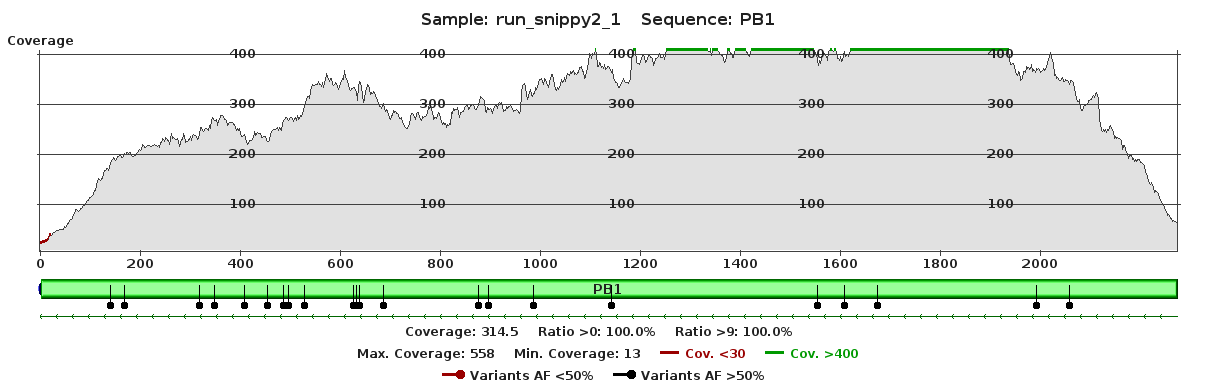 Sample: run_snippy2_1 Sequence: PB1
Coverage
400 400 400 400 400
300 300 300 300 300
200 200 200 200 200
100 100 100 100 100
0 200 400 600 800 1000 1200 1400 1600 1800 2000
PB1
Coverage: 314.5 Ratio >0: 100.0% Ratio >9: 100.0%
Max. Coverage: 558 Min. Coverage: 13 Cov. <30 Cov. >400
Variants AF <50% Variants AF >50%